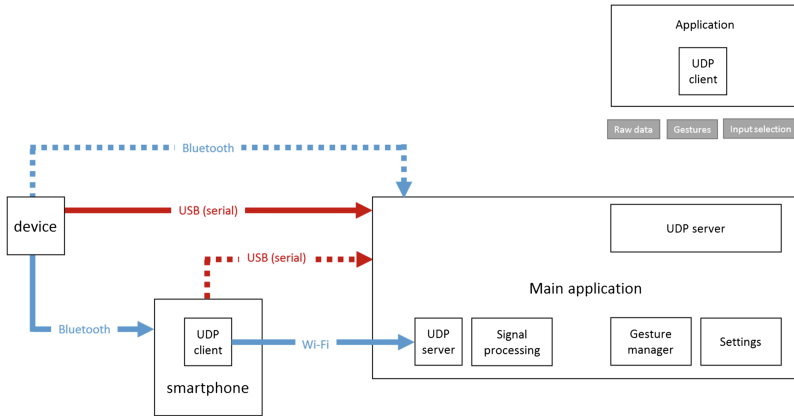 Application
UDP
client
Raw data
Gestures
Input selection
Bluetooth
device
USB (serial)
UDP server
USB (serial)
Main application
Bluetooth
UDP
client
Wi-Fi
UDP
server
Signal
processing
Gesture
manager
Settings
smartphone